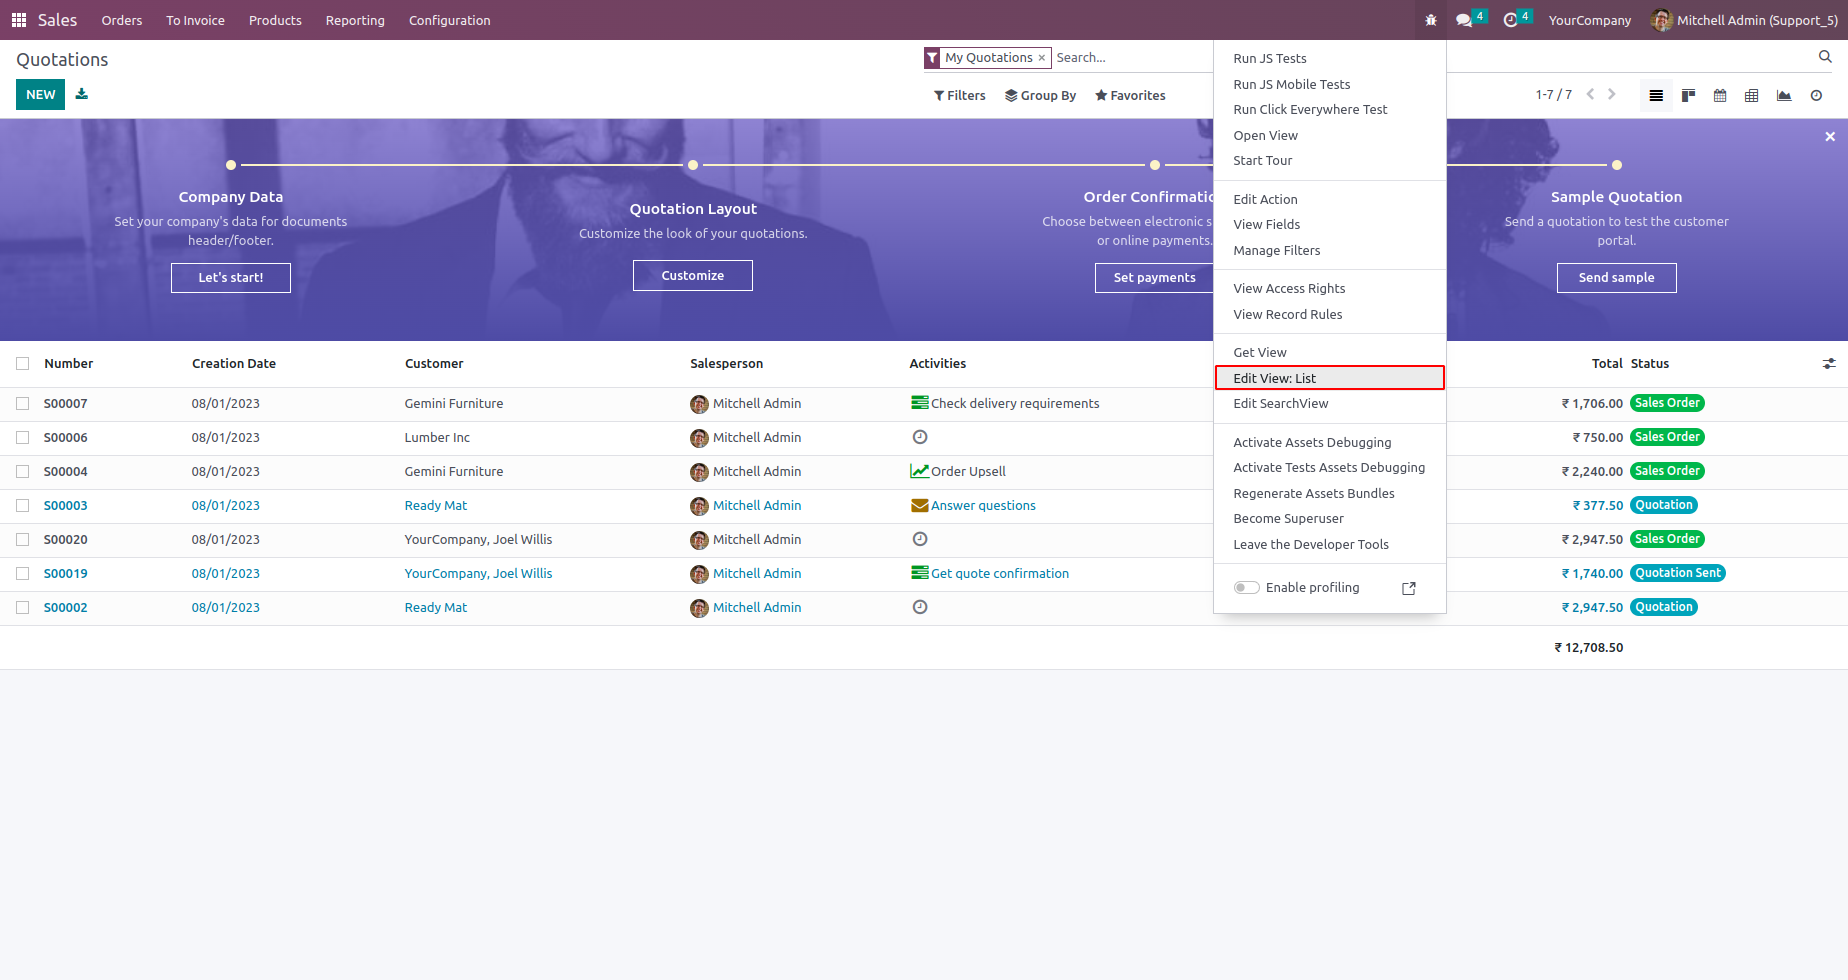 Sales Orders To Invoice Products Reporting Configuration 4 4 YourCompany Mitchell Admin (Support_5)
Quotations
My Quotations × Search...
NEW
Filters Group By Favorites
1-7 / 7
Company Data
Set your company's data for documents
header/footer.
Let's start!
Quotation Layout
Customize the look of your quotations.
Customize
Order Confirmatio
Choose between electronic s
or online payments.
Set payments
Sample Quotation
Send a quotation to test the customer
portal.
Send sample
Run JS Tests
Run JS Mobile Tests
Run Click Everywhere Test
Open View
Start Tour
Edit Action
View Fields
Manage Filters
View Access Rights
View Record Rules
Get View
Edit View: List
Edit SearchView
Activate Assets Debugging
Activate Tests Assets Debugging
Regenerate Assets Bundles
Become Superuser
Leave the Developer Tools
Enable profiling
Number Creation Date Customer Salesperson Activities Total Status
S00007 08/01/2023 Gemini Furniture Mitchell Admin Check delivery requirements ₹ 1,706.00 Sales Order
S00006 08/01/2023 Lumber Inc Mitchell Admin ₹ 750.00 Sales Order
S00004 08/01/2023 Gemini Furniture Mitchell Admin Order Upsell ₹ 2,240.00 Sales Order
S00003 08/01/2023 Ready Mat Mitchell Admin Answer questions ₹ 377.50 Quotation
S00020 08/01/2023 YourCompany, Joel Willis Mitchell Admin ₹ 2,947.50 Sales Order
S00019 08/01/2023 YourCompany, Joel Willis Mitchell Admin Get quote confirmation ₹ 1,740.00 Quotation Sent
S00002 08/01/2023 Ready Mat Mitchell Admin ₹ 2,947.50 Quotation
₹ 12,708.50